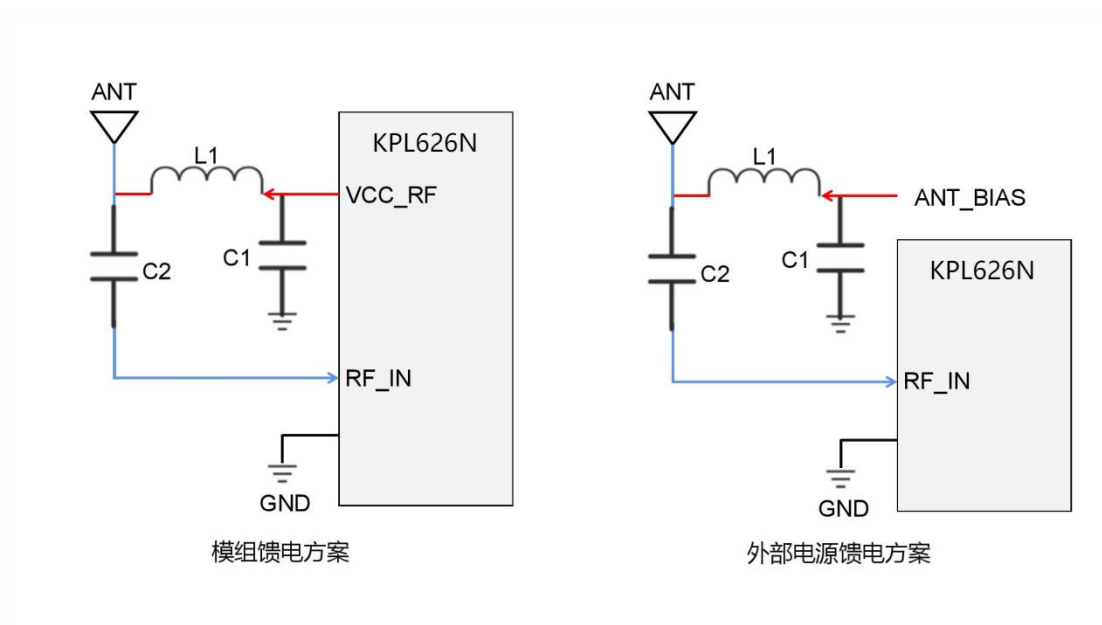 ANT
L1
KPL626N
VCC_RF
C1
C2
RF_IN
GND
模组馈电方案
ANT
L1
ANT_BIAS
C1
C2
KPL626N
RF_IN
GND
外部电源馈电方案